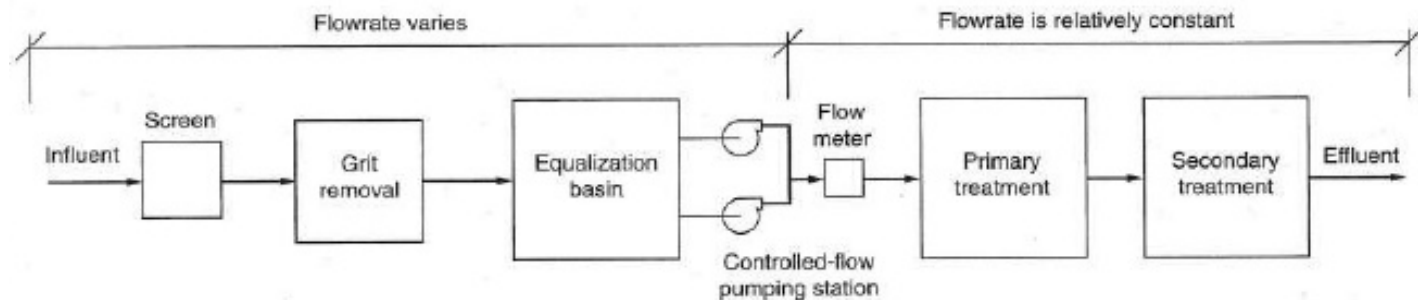 Flowrate varies
Flowrate is relatively constant
Screen
Flow
meter
Influent
Grit
removal
Equalization
basin
Primary
treatment
Secondary
treatment
Effluent
Controlled-flow
pumping station